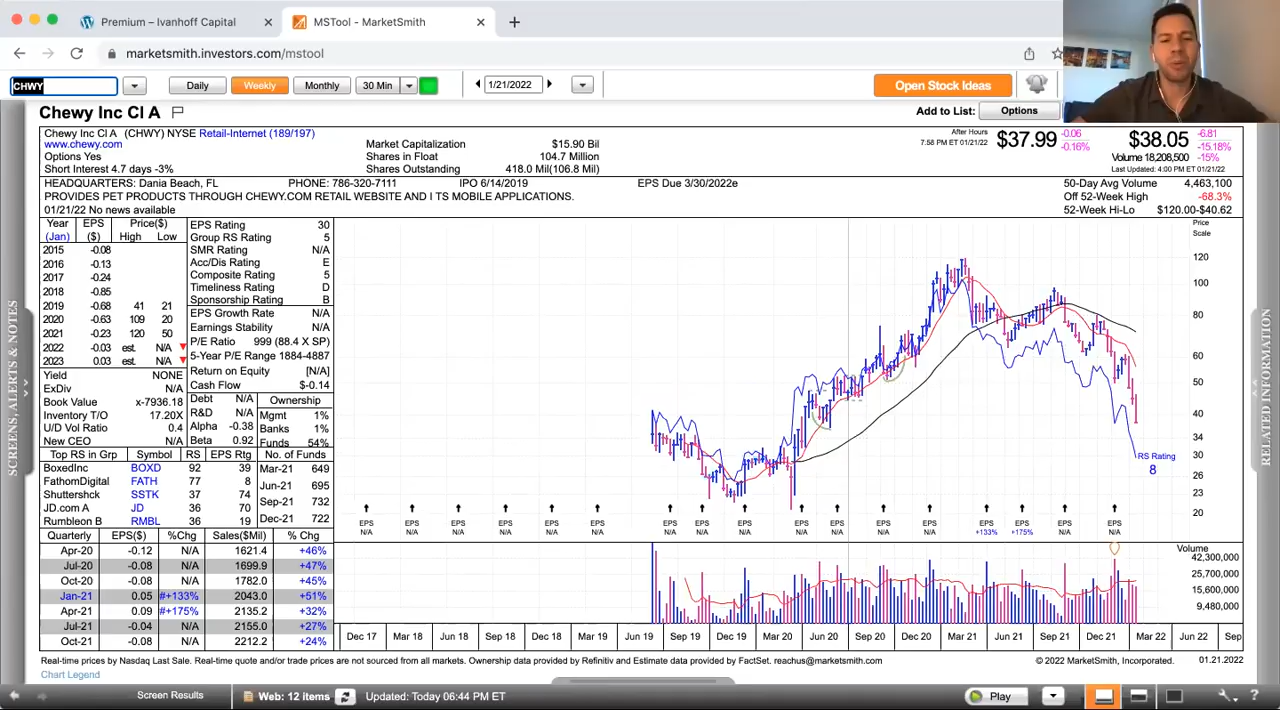 Premium – Ivanhoff Capital
MSTool - MarketSmith
marketsmith.investors.com/mstool
CHWY Daily Weekly Monthly 30 Min 1/21/2022 Open Stock Ideas
Chewy Inc Cl A Add to List: Options
Chewy Inc Cl A (CHWY) NYSE Retail-Internet (189/197)
www.chewy.com
Options Yes
Short Interest 4.7 days -3%
Market Capitalization $15.90 Bil
Shares in Float 104.7 Million
Shares Outstanding 418.0 Mil(106.8 Mil)
After Hours
7:58 PM ET 01/21/22
$37.99 -0.06
-0.16%
$38.05 -6.81
-15.18%
Volume 18,208,500 -15%
Last Updated: 4:00 PM ET 01/21/22
HEADQUARTERS: Dania Beach, FL PHONE: 786-320-7111 IPO 6/14/2019 EPS Due 3/30/2022e
PROVIDES PET PRODUCTS THROUGH CHEWY.COM RETAIL WEBSITE AND I TS MOBILE APPLICATIONS.
01/21/22 No news available
50-Day Avg Volume 4,463,100
Off 52-Week High -68.3%
52-Week Hi-Lo $120.00-$40.62
Year EPS Price($)
(Jan) ($) High Low
2015 -0.08
2016 -0.13
2017 -0.24
2018 -0.85
2019 -0.68 41 21
2020 -0.63 109 20
2021 -0.23 120 50
2022 -0.03 est. N/A
2023 0.03 est. N/A
Yield NONE
ExDiv N/A
Book Value x-7936.18
Inventory T/O 17.20X
U/D Vol Ratio 0.4
New CEO N/A
EPS Rating 30
Group RS Rating 5
SMR Rating N/A
Acc/Dis Rating E
Composite Rating 5
Timeliness Rating D
Sponsorship Rating B
EPS Growth Rate N/A
Earnings Stability N/A
P/E Ratio 999 (88.4 X SP)
5-Year P/E Range 1884-4887
Return on Equity [N/A]
Cash Flow $-0.14
Debt N/A
R&D N/A
Alpha -0.38
Beta 0.92
Ownership
Mgmt 1%
Banks 1%
Funds 54%
Top RS in Grp Symbol RS EPS Rtg
BoxedInc BOXD 92 39
FathomDigital FATH 77 8
Shuttershck SSTK 37 74
JD.com A JD 36 70
Rumbleon B RMBL 36 19
No. of Funds
Mar-21 649
Jun-21 695
Sep-21 732
Dec-21 722
Quarterly EPS($) %Chg Sales($Mil) % Chg
Apr-20 -0.12 N/A 1621.4 +46%
Jul-20 -0.08 N/A 1699.9 +47%
Oct-20 -0.08 N/A 1782.0 +45%
Jan-21 0.05 #+133% 2043.0 +51%
Apr-21 0.09 #+175% 2135.2 +32%
Jul-21 -0.04 N/A 2155.0 +27%
Oct-21 -0.08 N/A 2212.2 +24%
Price
Scale
120
100
80
60
50
40
34
30
26
23
20
RS Rating
8
EPS EPS EPS EPS EPS EPS EPS EPS EPS EPS EPS EPS EPS EPS EPS EPS
N/A N/A N/A N/A N/A N/A N/A N/A N/A N/A N/A N/A N/A +133% +175% N/A
Volume
42,300,000
25,700,000
15,600,000
9,480,000
Dec 17 Mar 18 Jun 18 Sep 18 Dec 18 Mar 19 Jun 19 Sep 19 Dec 19 Mar 20 Jun 20 Sep 20 Dec 20 Mar 21 Jun 21 Sep 21 Dec 21 Mar 22 Jun 22 Sep
Real-time prices by Nasdaq Last Sale. Real-time quote and/or trade prices are not sourced from all markets. Ownership data provided by Refinitiv and Estimate data provided by FactSet. reachus@marketsmith.com © 2022 MarketSmith, Incorporated. 01.21.2022
Chart Legend
SCREENS, ALERTS & NOTES
RELATED INFORMATION
Screen Results Web: 12 items Updated: Today 06:44 PM ET Play ?